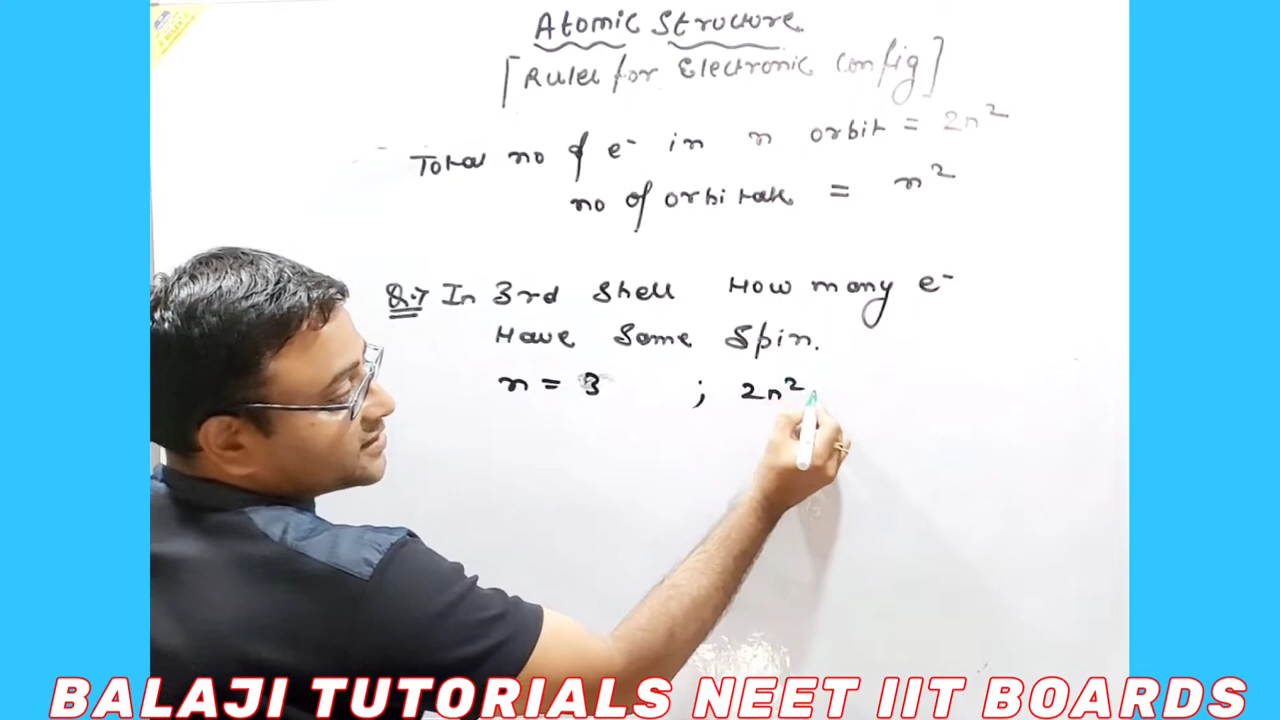 Atomic Structure
[Rules for Electronic Config]
Total no of e⁻ in n orbit = 2n²
no of orbitals = n²
Q.7 In 3rd Shell How many e⁻
Have Same Spin.
n = 3 ; 2n²
BALAJI TUTORIALS NEET IIT BOARDS